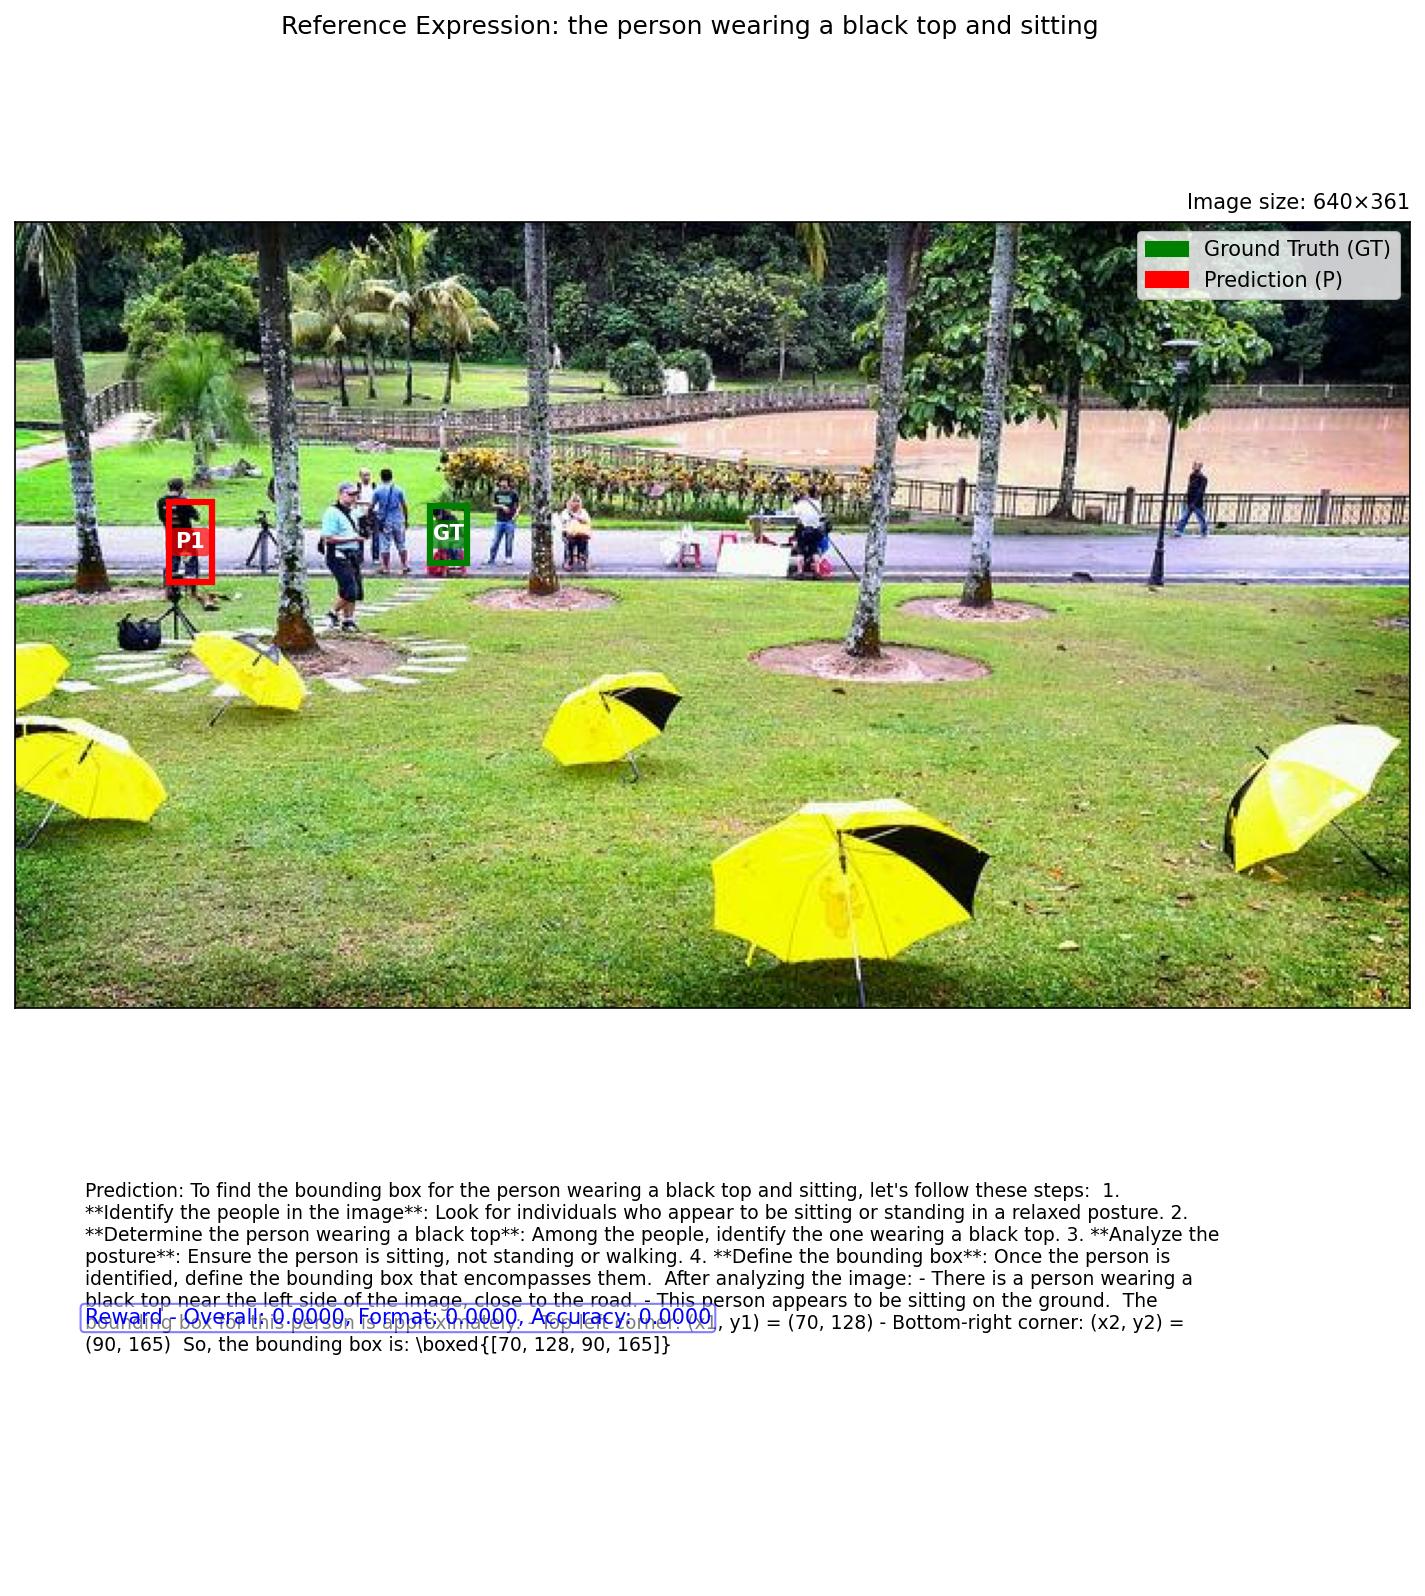 Reference Expression: the person wearing a black top and sitting
Image size: 640×361
Ground Truth (GT)
Prediction (P)
P1
GT
Prediction: To find the bounding box for the person wearing a black top and sitting, let's follow these steps:  1.
**Identify the people in the image**: Look for individuals who appear to be sitting or standing in a relaxed posture. 2.
**Determine the person wearing a black top**: Among the people, identify the one wearing a black top. 3. **Analyze the
posture**: Ensure the person is sitting, not standing or walking. 4. **Define the bounding box**: Once the person is
identified, define the bounding box that encompasses them.  After analyzing the image: - There is a person wearing a
black top near the left side of the image, close to the road. - This person appears to be sitting on the ground.  The
Reward - Overall: 0.0000, Format: 0.0000, Accuracy: 0.0000
bounding box for this person is approximately: - Top-left corner: (x1, y1) = (70, 128) - Bottom-right corner: (x2, y2) =
(90, 165)  So, the bounding box is: \boxed{[70, 128, 90, 165]}